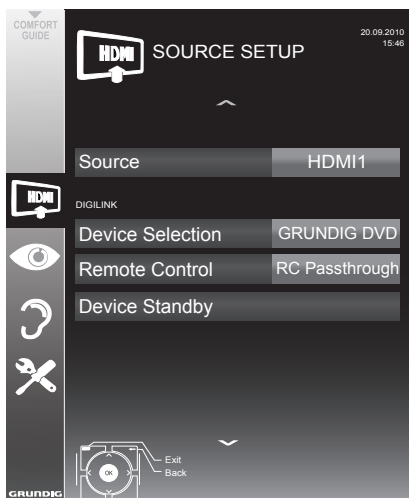 COMFORT
GUIDE
HDMI
SOURCE SETUP
20.09.2010
15:46
Source
HDMI1
HDMI
DIGILINK
Device Selection
GRUNDIG DVD
Remote Control
RC Passthrough
Device Standby
Exit
OK
Back
GRUNDIG